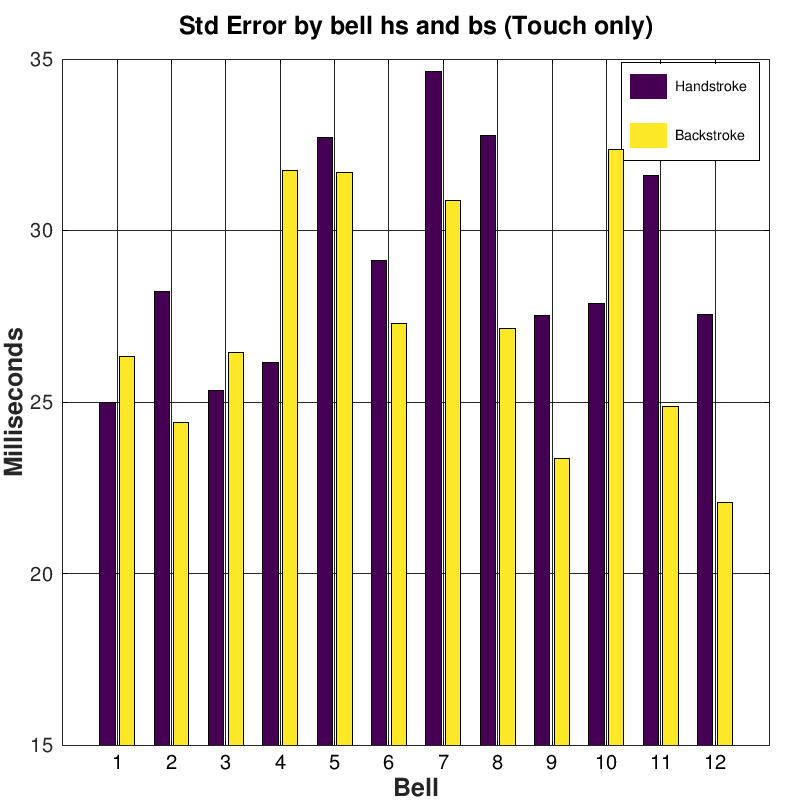 Std Error by bell hs and bs (Touch only)
Handstroke
Backstroke
35
30
25
20
15
Milliseconds
1 2 3 4 5 6 7 8 9 10 11 12
Bell